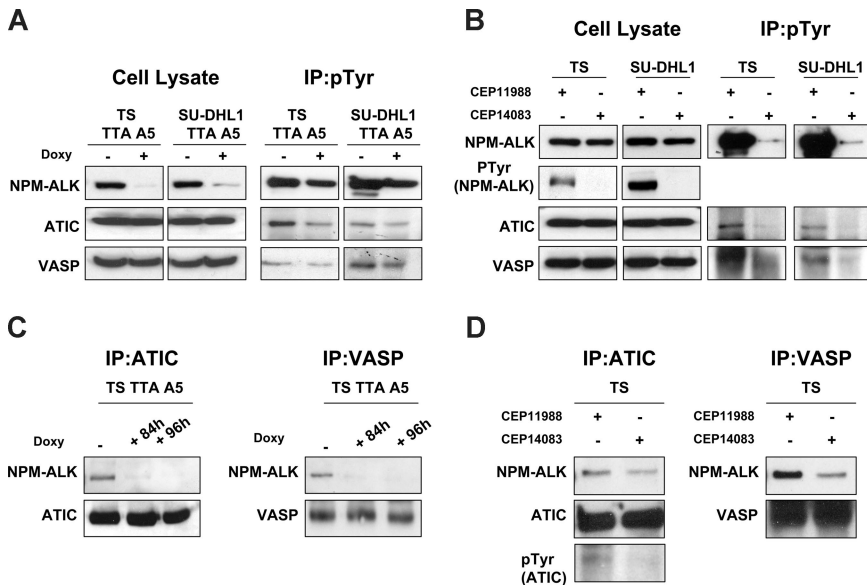 A
Cell Lysate IP:pTyr
TS SU-DHL1 TS SU-DHL1
TTA A5 TTA A5 TTA A5 TTA A5
Doxy - + - + - + - +
NPM-ALK
ATIC
VASP
B
Cell Lysate IP:pTyr
TS SU-DHL1 TS SU-DHL1
CEP11988 + - + - + - + -
CEP14083 - + - + - + - +
NPM-ALK
PTyr
(NPM-ALK)
ATIC
VASP
C
IP:ATIC IP:VASP
TS TTA A5 TS TTA A5
Doxy - + 84h + 96h Doxy - + 84h + 96h
NPM-ALK NPM-ALK
ATIC VASP
D
IP:ATIC IP:VASP
TS TS
CEP11988 + - CEP11988 + -
CEP14083 - + CEP14083 - +
NPM-ALK NPM-ALK
ATIC VASP
pTyr
(ATIC)